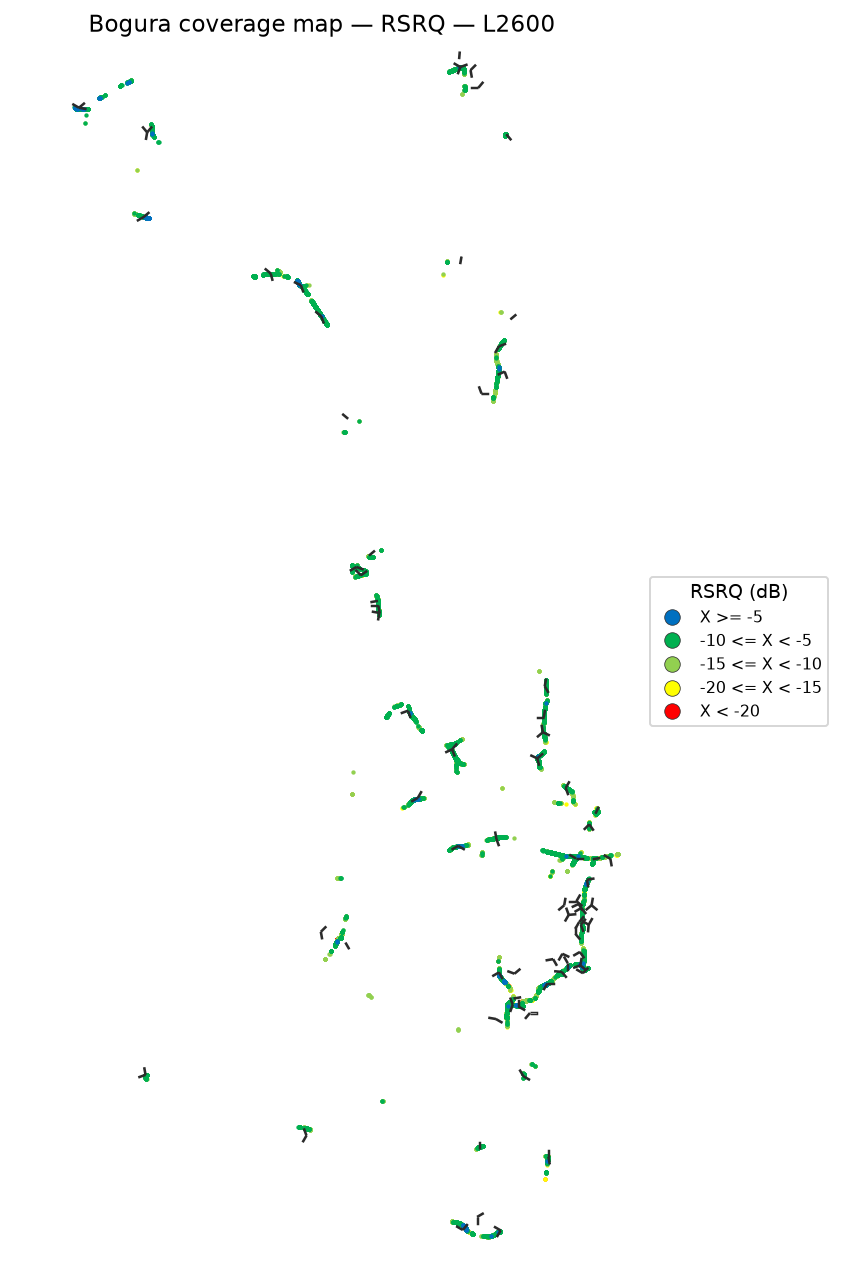 Bogura coverage map — RSRQ — L2600
RSRQ (dB)
X >= -5
-10 <= X < -5
-15 <= X < -10
-20 <= X < -15
X < -20